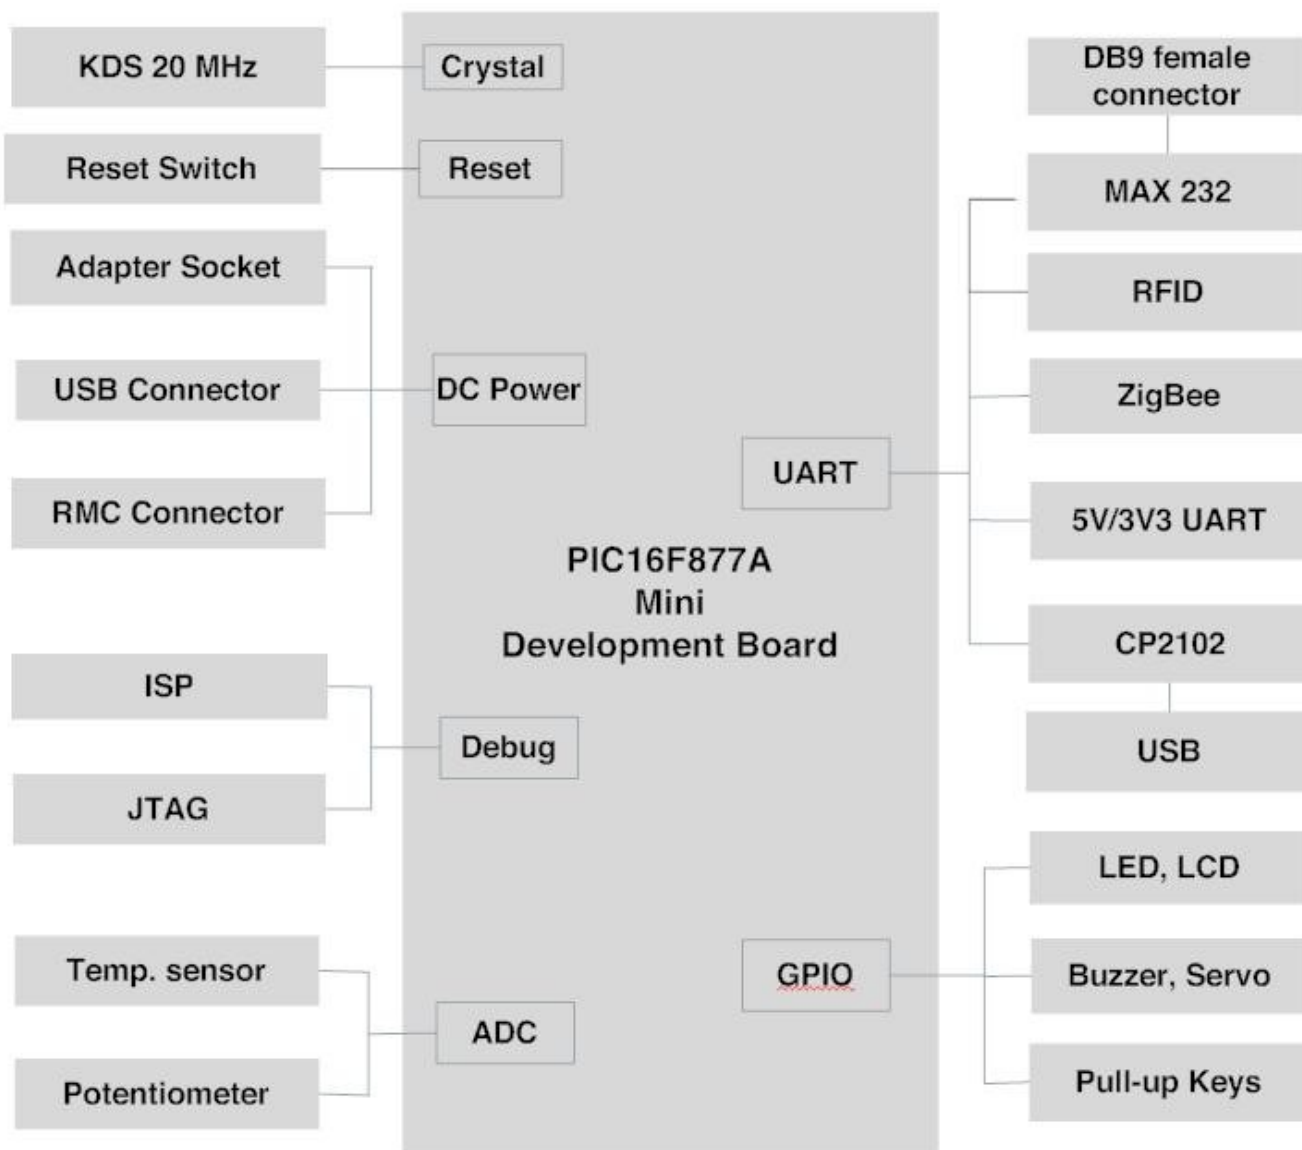 KDS 20 MHz
Crystal
Reset Switch
Reset
Adapter Socket
USB Connector
DC Power
RMC Connector
ISP
Debug
JTAG
Temp. sensor
ADC
Potentiometer
PIC16F877A
Mini
Development Board
DB9 female
connector
MAX 232
RFID
ZigBee
UART
5V/3V3 UART
CP2102
USB
LED, LCD
GPIO
Buzzer, Servo
Pull-up Keys